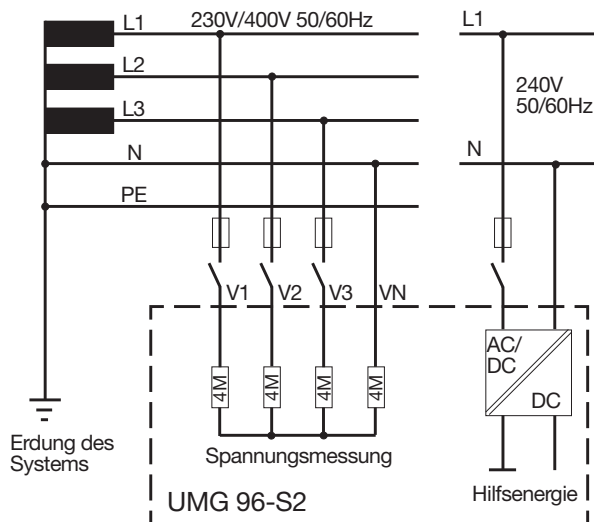 L1 230V/400V 50/60Hz
L1
L2
240V
50/60Hz
L3
N
N
PE
V1 V2 V3 VN
4M 4M 4M 4M
AC/
DC
DC
Erdung des
Systems
Spannungsmessung
UMG 96-S2
Hilfsenergie